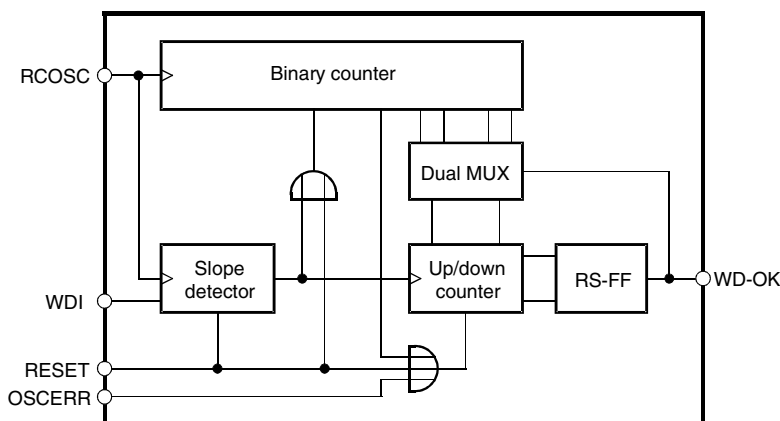 RCOSC
Binary counter
Dual MUX
Slope
detector
Up/down
counter
RS-FF
WD-OK
WDI
RESET
OSCERR